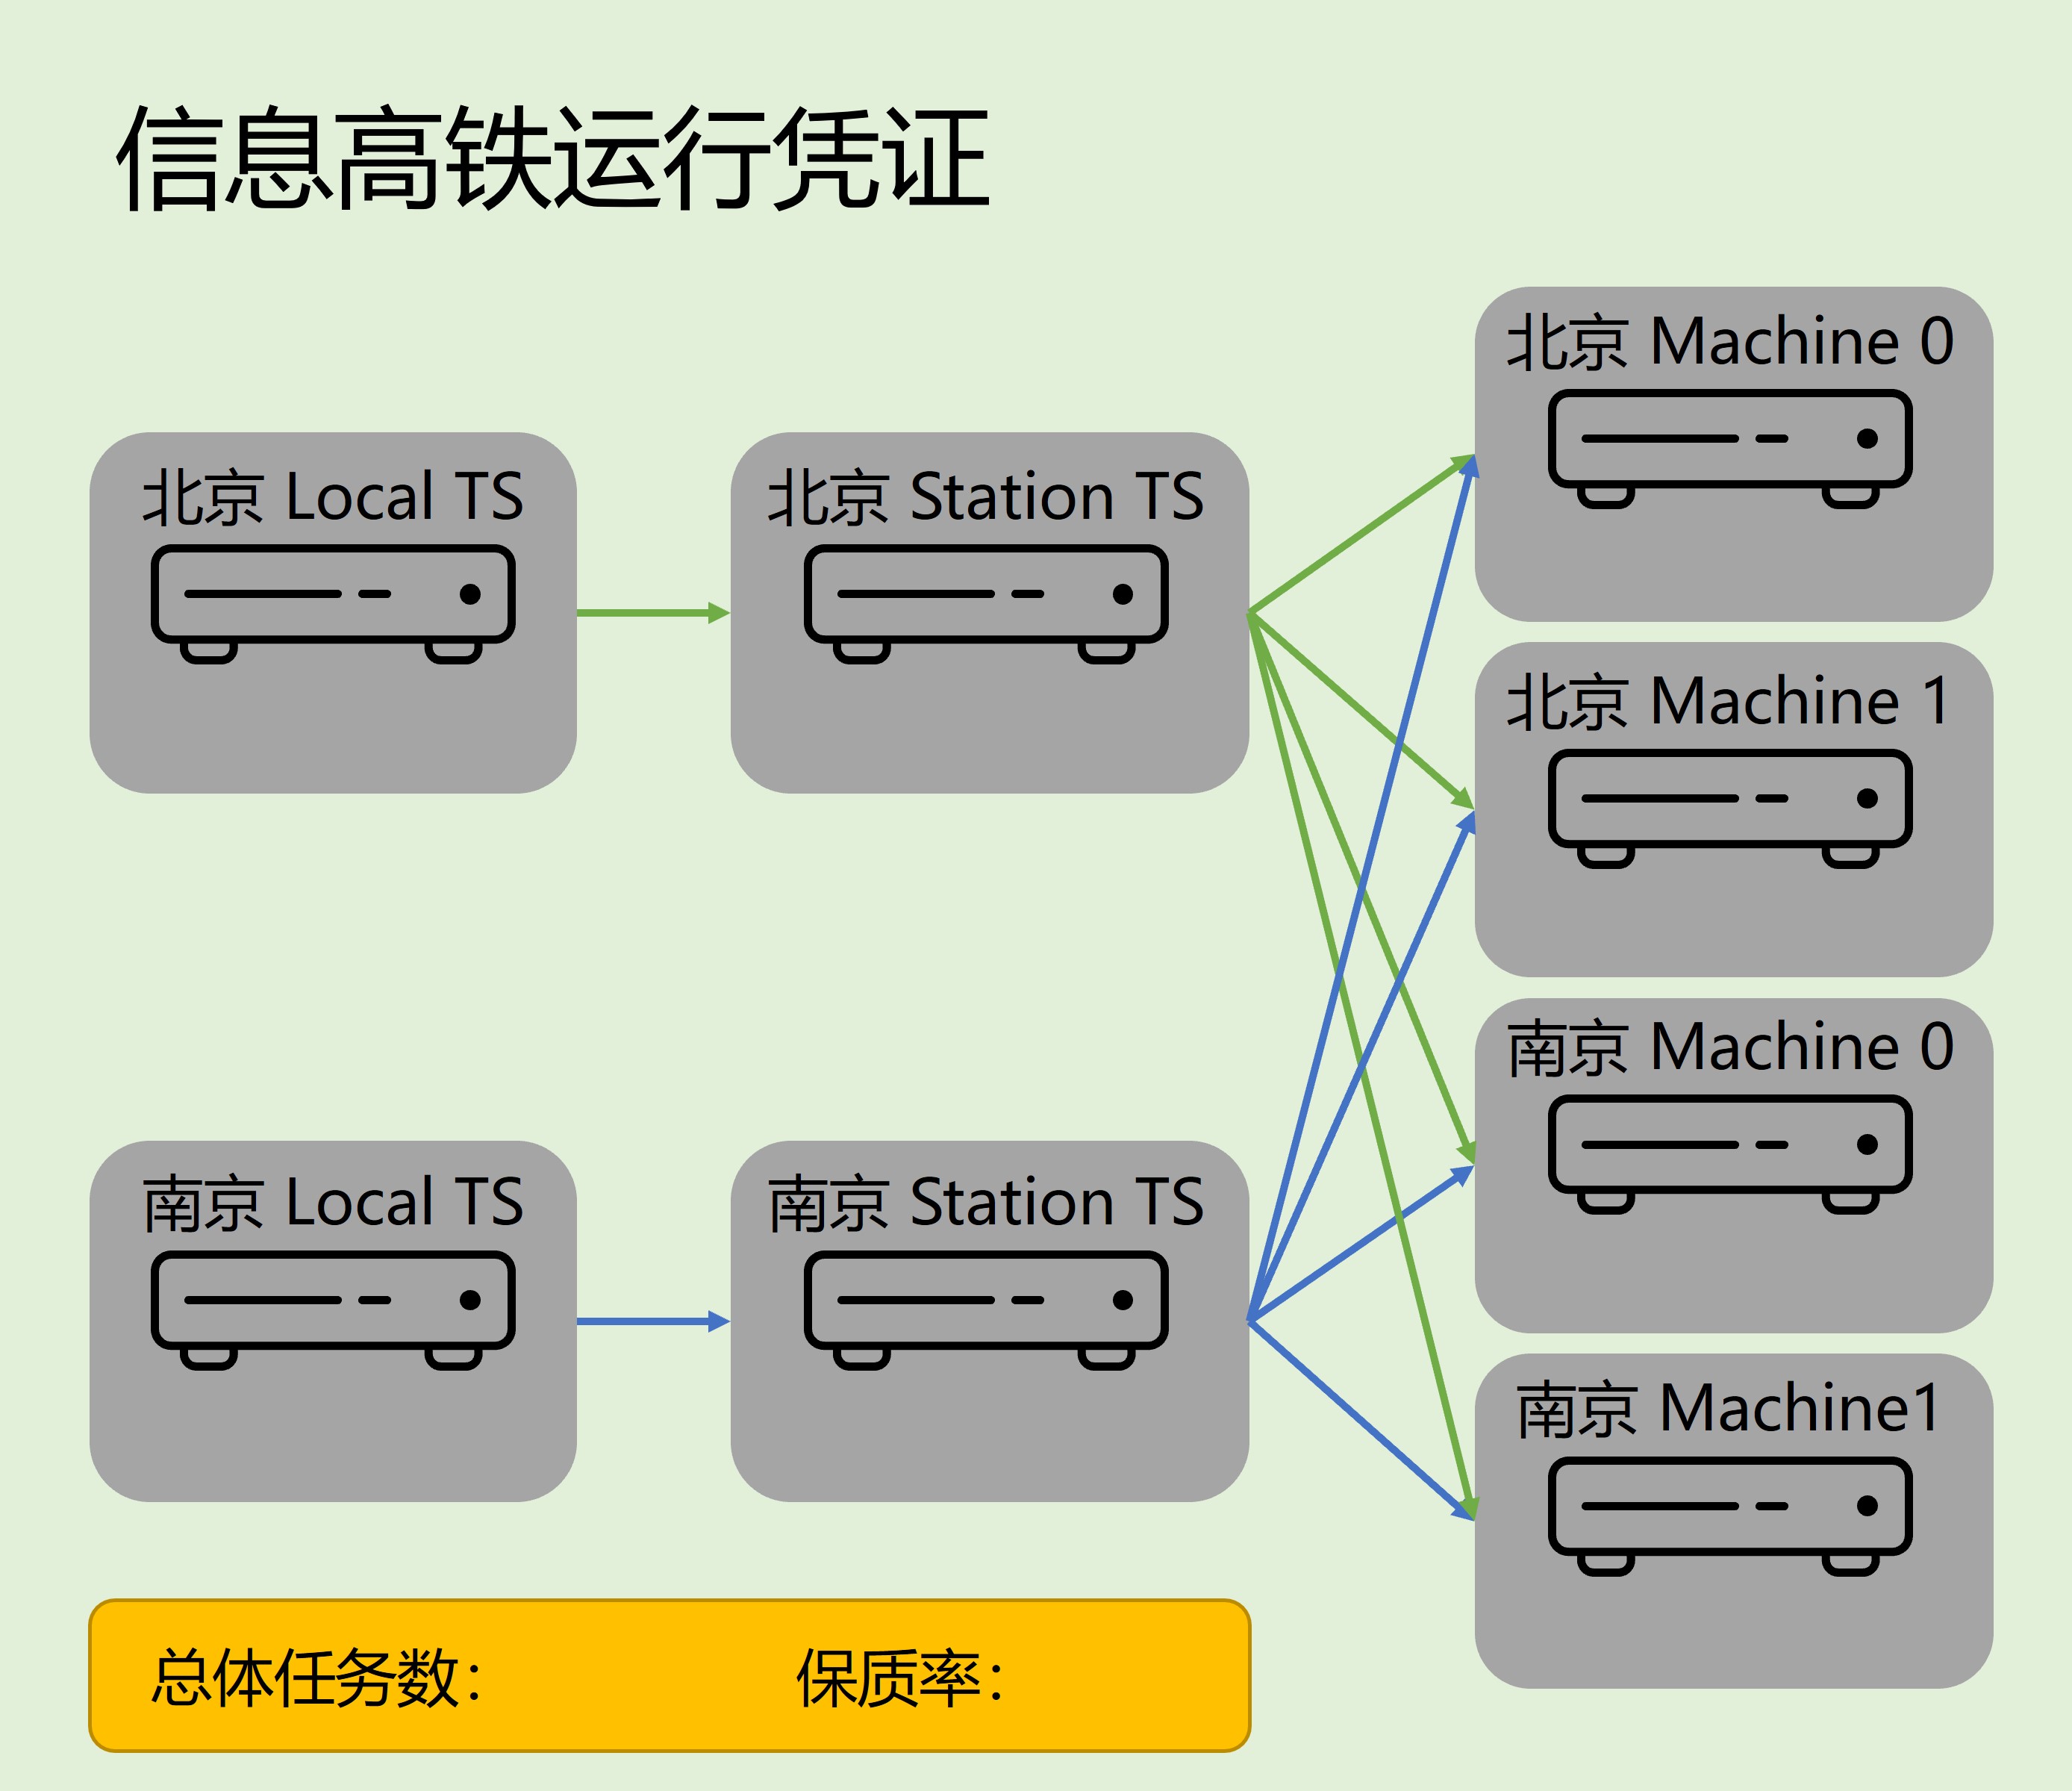 信息高铁运行凭证
北京 Machine 0
北京 Local TS
北京 Station TS
北京 Machine 1
南京 Machine 0
南京 Local TS
南京 Station TS
南京 Machine1
总体任务数：
保质率：